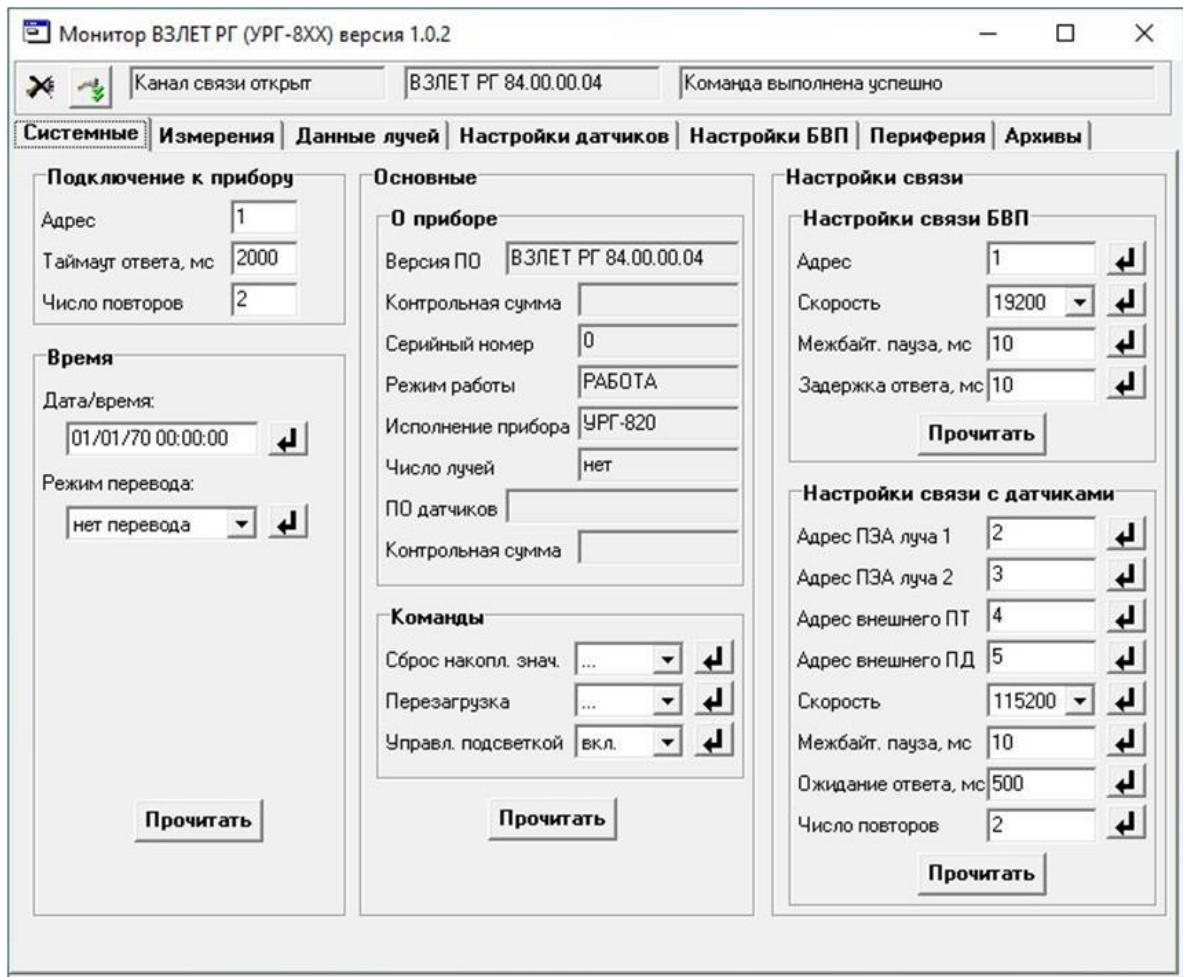 Монитор ВЗЛЕТ РГ (УРГ-8ХХ) версия 1.0.2
Канал связи открыт
ВЗЛЕТ РГ 84.00.00.04
Команда выполнена успешно
Системные
Измерения
Данные лучей
Настройки датчиков
Настройки БВП
Периферия
Архивы
Подключение к прибору
Адрес 1
Таймаут ответа, мс 2000
Число повторов 2
Время
Дата/время:
01/01/70 00:00:00
Режим перевода:
нет перевода
Прочитать
Основные
О приборе
Версия ПО ВЗЛЕТ РГ 84.00.00.04
Контрольная сумма
Серийный номер 0
Режим работы РАБОТА
Исполнение прибора УРГ-820
Число лучей нет
ПО датчиков
Контрольная сумма
Команды
Сброс накопл. знач. ...
Перезагрузка ...
Управл. подсветкой вкл.
Прочитать
Настройки связи
Настройки связи БВП
Адрес 1
Скорость 19200
Межбайт. пауза, мс 10
Задержка ответа, мс 10
Прочитать
Настройки связи с датчиками
Адрес ПЭА луча 1 2
Адрес ПЭА луча 2 3
Адрес внешнего ПТ 4
Адрес внешнего ПД 5
Скорость 115200
Межбайт. пауза, мс 10
Ожидание ответа, мс 500
Число повторов 2
Прочитать